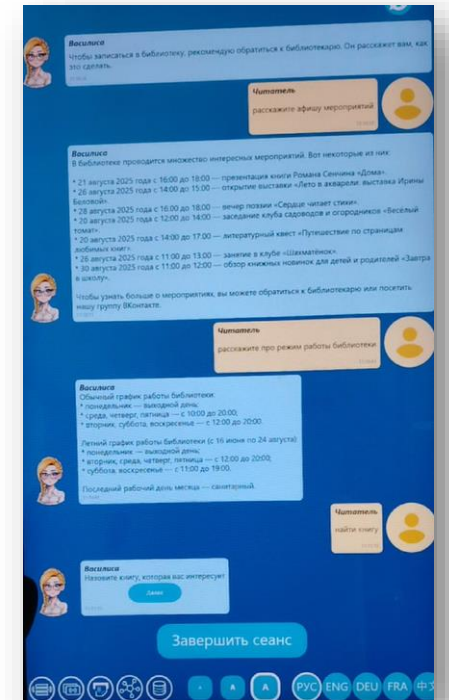 Василиса
Чтобы записаться в библиотеку, рекомендую обратиться к библиотекарю. Он расскажет вам, как
это сделать.
Читатель
расскажите афишу мероприятий
Василиса
В библиотеке проводится множество интересных мероприятий. Вот некоторые из них:
* 21 августа 2025 года с 16:00 до 18:00 — презентация книги Романа Сенчина «Дома».
* 26 августа 2025 года с 14:00 до 15:00 — открытие выставки «Лето в акварели. выставка Ирины
Беловой».
* 28 августа 2025 года с 16:00 до 18:00 — вечер поэзии «Сердце читает стихи».
* 20 августа 2025 года с 12:00 до 14:00 — заседание клуба садоводов и огородников «Весёлый
томат».
* 20 августа 2025 года с 14:00 до 17:00 — литературный квест «Путешествие по страницам
любимых книг».
* 26 августа 2025 года с 11:00 до 13:00 — занятие в клубе «Шахматёнок».
* 30 августа 2025 года с 11:00 до 12:00 — обзор книжных новинок для детей и родителей «Завтра
в школу».
Чтобы узнать больше о мероприятиях, вы можете обратиться к библиотекарю или посетить
нашу группу ВКонтакте.
Читатель
расскажите про режим работы библиотеки
Василиса
Обычный график работы библиотеки:
* понедельник — выходной день;
* среда, четверг, пятница — с 10:00 до 20:00;
* вторник, суббота, воскресенье — с 12:00 до 20:00.
Летний график работы библиотеки (с 16 июня по 24 августа):
* понедельник — выходной день;
* вторник, среда, четверг, пятница — с 12:00 до 20:00;
* суббота, воскресенье — с 11:00 до 19:00.
Последний рабочий день месяца — санитарный.
Читатель
найти книгу
Василиса
Назовите книгу, которая вас интересует
Завершить сеанс
A A РУС ENG DEU FRA 中文